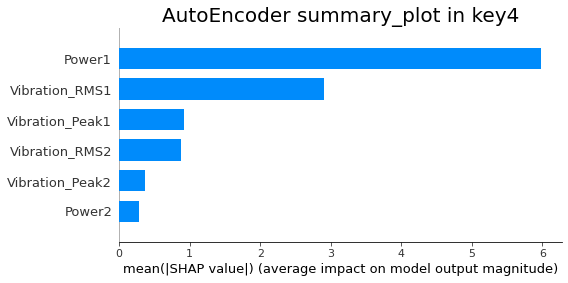 AutoEncoder summary_plot in key4
Power1
Vibration_RMS1
Vibration_Peak1
Vibration_RMS2
Vibration_Peak2
Power2
0 1 2 3 4 5 6
mean(|SHAP value|) (average impact on model output magnitude)